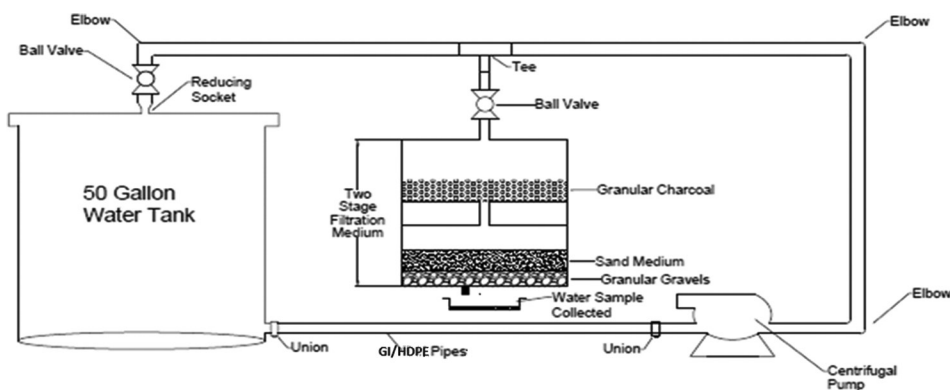 Elbow
Elbow
Ball Valve
Reducing
Socket
Tee
Ball Valve
50 Gallon
Water Tank
Two
Stage
Filtration
Medium
Granular Charcoal
Sand Medium
Granular Gravels
Water Sample
Collected
Elbow
Union
GI/HDPE Pipes
Union
Centrifugal
Pump